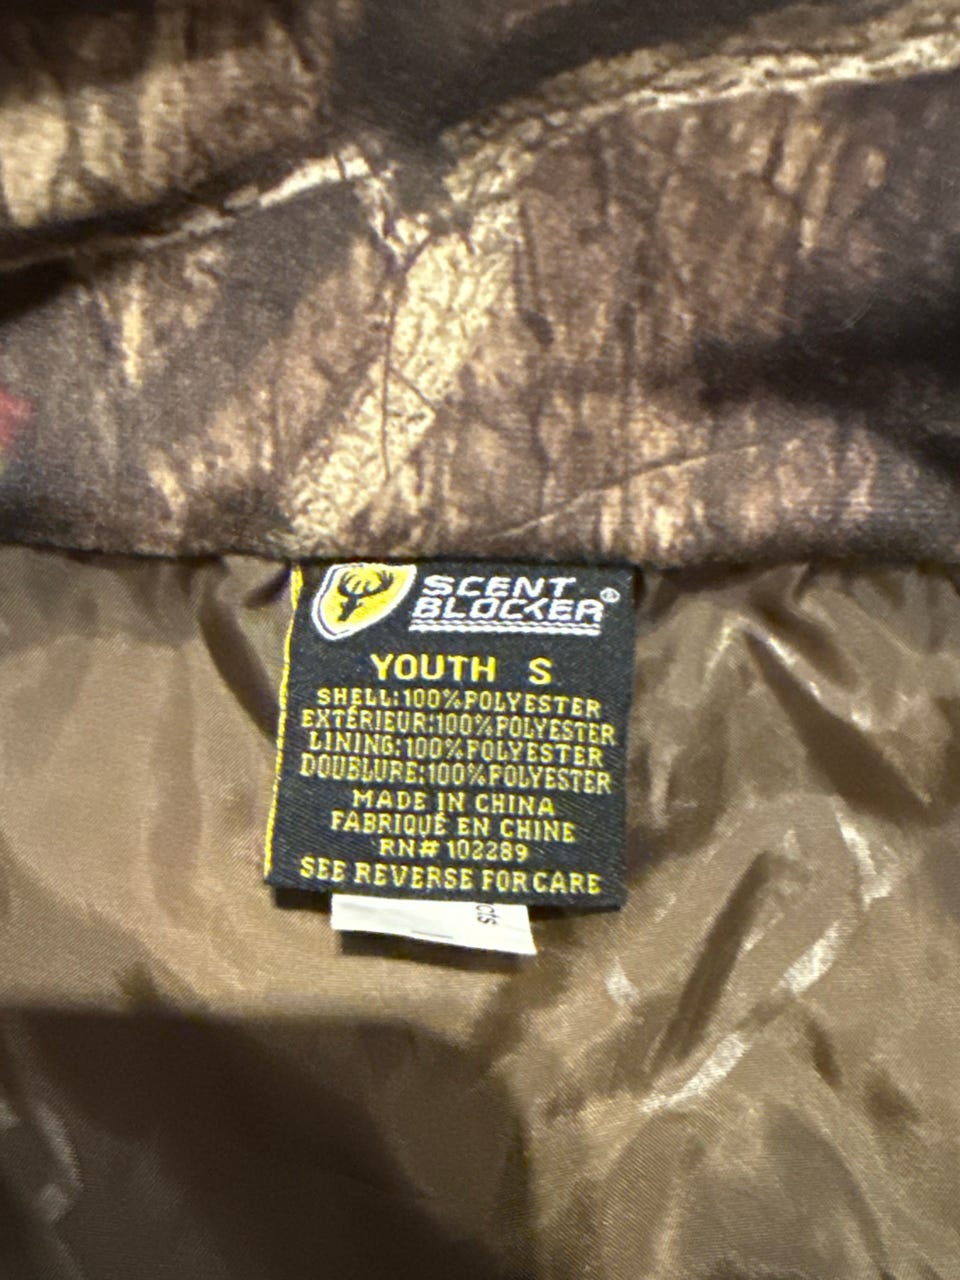 SCENT
BLOCKER®
YOUTH S
SHELL:100%POLYESTER
EXTÉRIEUR:100%POLYESTER
LINING:100%POLYESTER
DOUBLURE:100%POLYESTER
MADE IN CHINA
FABRIQUÉ EN CHINE
RN# 102289
SEE REVERSE FOR CARE
cts